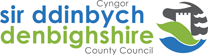 Cyngor
sir ddinbych
denbighshire
County Council